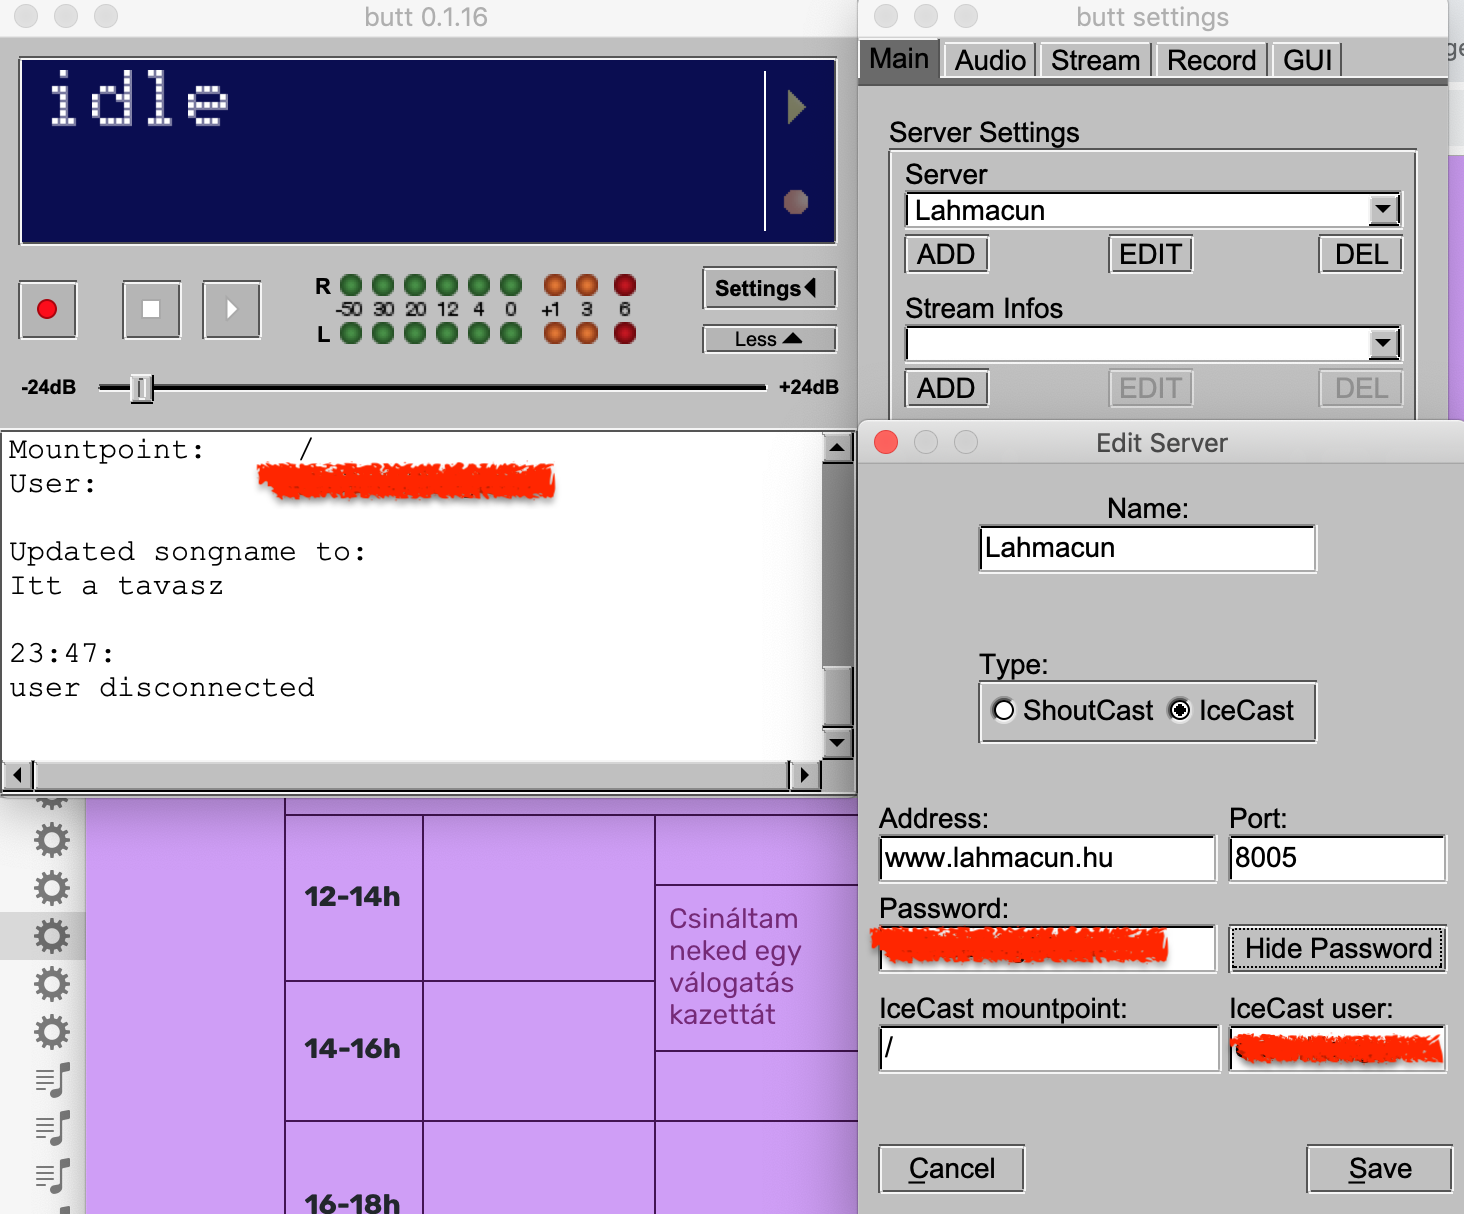 butt 0.1.16
idle
R
-50 30 20 12 4 0 +1 3 6
L
Settings
Less
-24dB
+24dB
Mountpoint: /
User:
Updated songname to:
Itt a tavasz
23:47:
user disconnected
12-14h
Csináltam
neked egy
válogatás
kazettát
14-16h
16-18h
butt settings
Main Audio Stream Record GUI
Server Settings
Server
Lahmacun
ADD EDIT DEL
Stream Infos
ADD EDIT DEL
Edit Server
Name:
Lahmacun
Type:
ShoutCast IceCast
Address: Port:
www.lahmacun.hu 8005
Password:
Hide Password
IceCast mountpoint: IceCast user:
/
Cancel Save